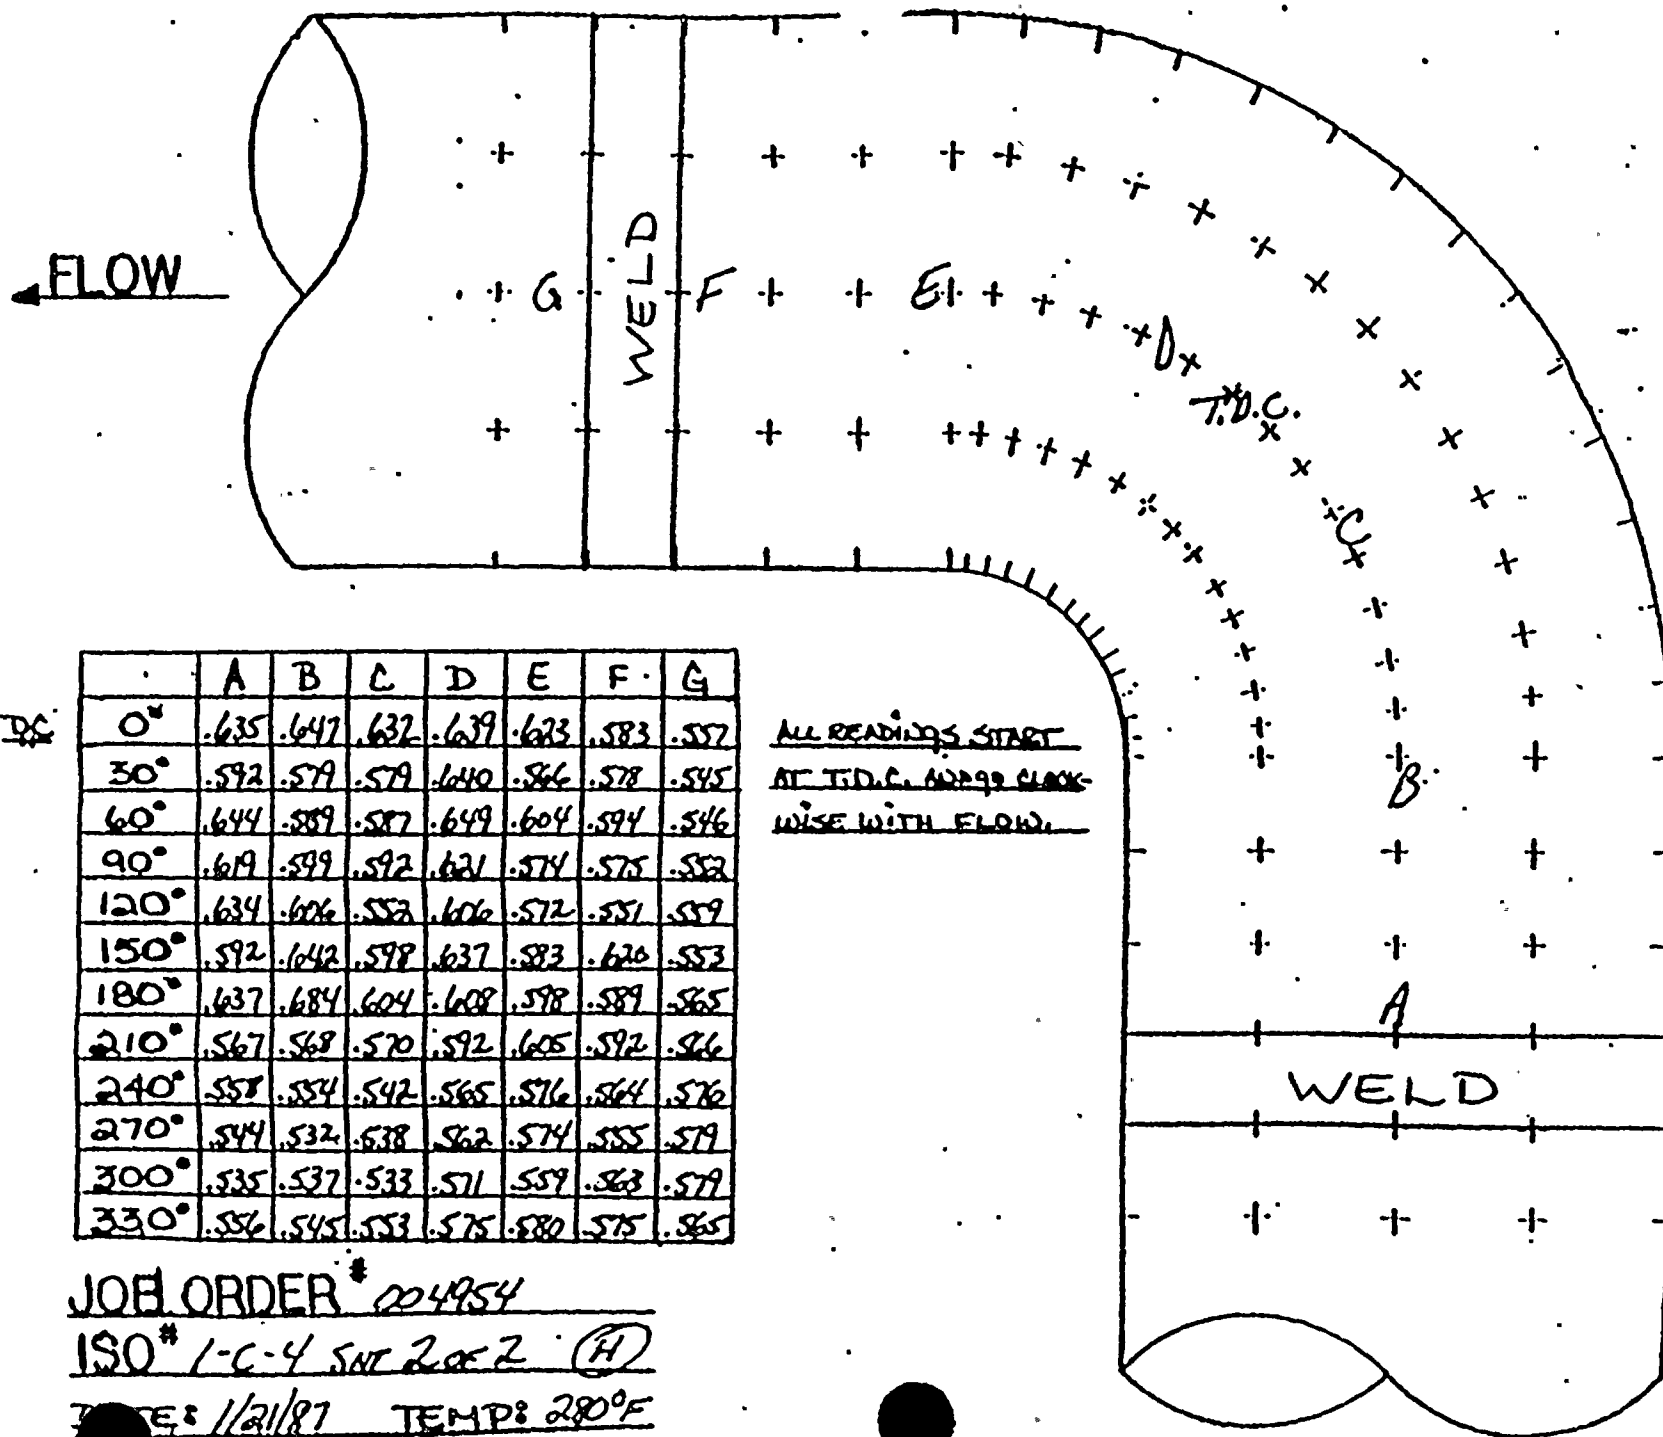 FLOW
WELD
G
F
E
D
T.D.C.
C
B
A
WELD
A B C D E F G
D.C
0° .635 .647 .632 .639 .623 .583 .557
30° .592 .579 .579 .640 .566 .578 .545
60° .644 .589 .587 .649 .604 .594 .546
90° .619 .599 .592 .621 .574 .575 .552
120° .634 .606 .552 .606 .572 .551 .559
150° .592 .642 .598 .637 .583 .620 .553
180° .637 .684 .604 .608 .598 .589 .565
210° .567 .568 .570 .592 .605 .592 .566
240° .558 .554 .542 .565 .576 .564 .576
270° .544 .532 .538 .562 .574 .555 .579
300° .535 .537 .533 .571 .559 .563 .579
330° .556 .545 .553 .575 .580 .575 .565
ALL READINGS START
AT T.D.C. CLOCK-
WISE WITH FLOW.
JOB ORDER # 004954
ISO # 1-C-4 SHT 2 OF 2 H
1/21/87 TEMP: 280°F